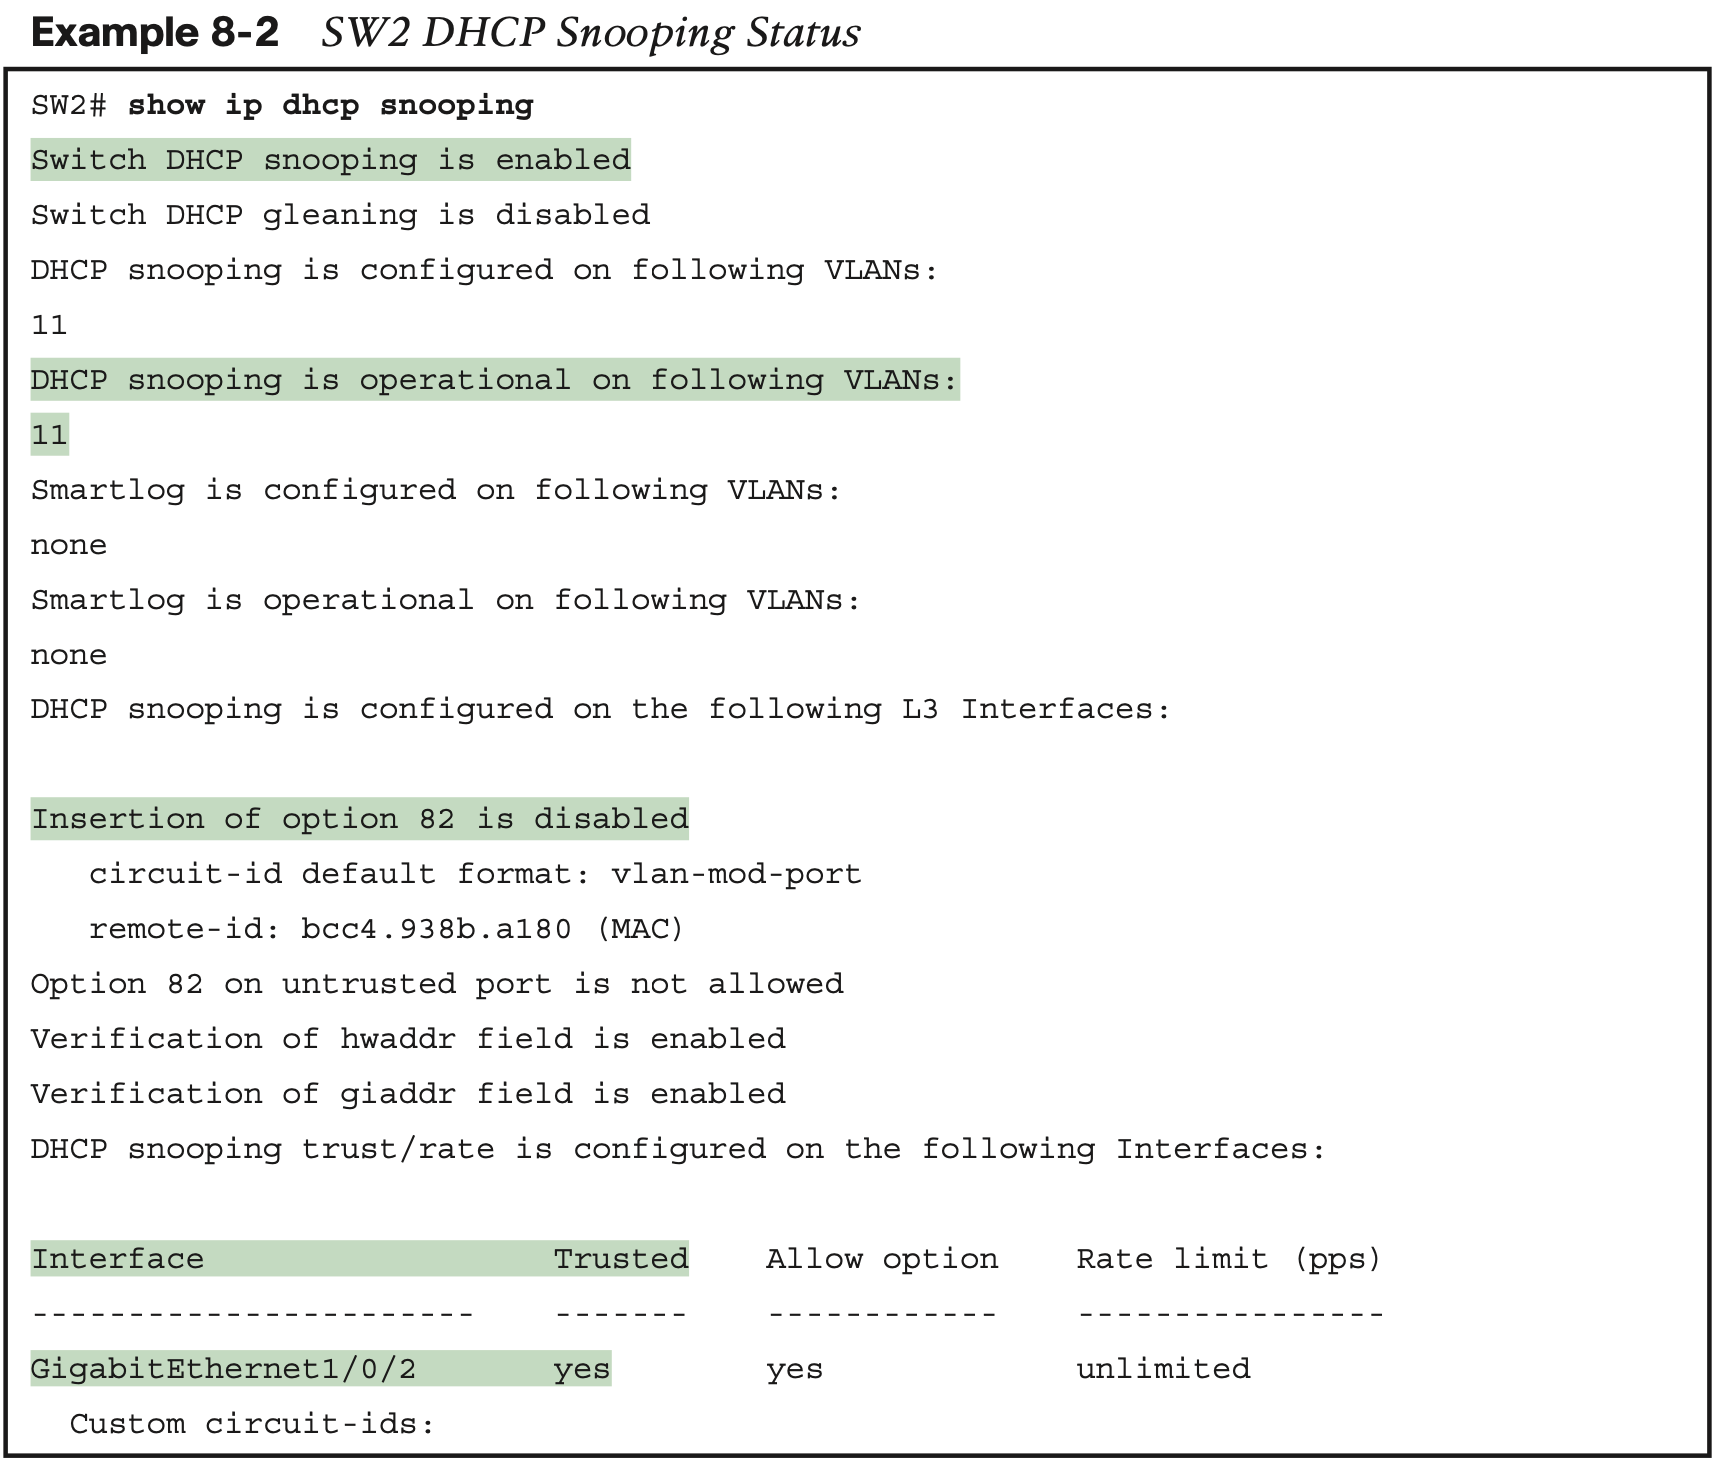 Example 8-2 SW2 DHCP Snooping Status
SW2# show ip dhcp snooping
Switch DHCP snooping is enabled
Switch DHCP gleaning is disabled
DHCP snooping is configured on following VLANs:
11
DHCP snooping is operational on following VLANs:
11
Smartlog is configured on following VLANs:
none
Smartlog is operational on following VLANs:
none
DHCP snooping is configured on the following L3 Interfaces:
Insertion of option 82 is disabled
circuit-id default format: vlan-mod-port
remote-id: bcc4.938b.a180 (MAC)
Option 82 on untrusted port is not allowed
Verification of hwaddr field is enabled
Verification of giaddr field is enabled
DHCP snooping trust/rate is configured on the following Interfaces:
Interface Trusted Allow option Rate limit (pps)
----------------------- ------- ------------ ----------------
GigabitEthernet1/0/2 yes yes unlimited
Custom circuit-ids: